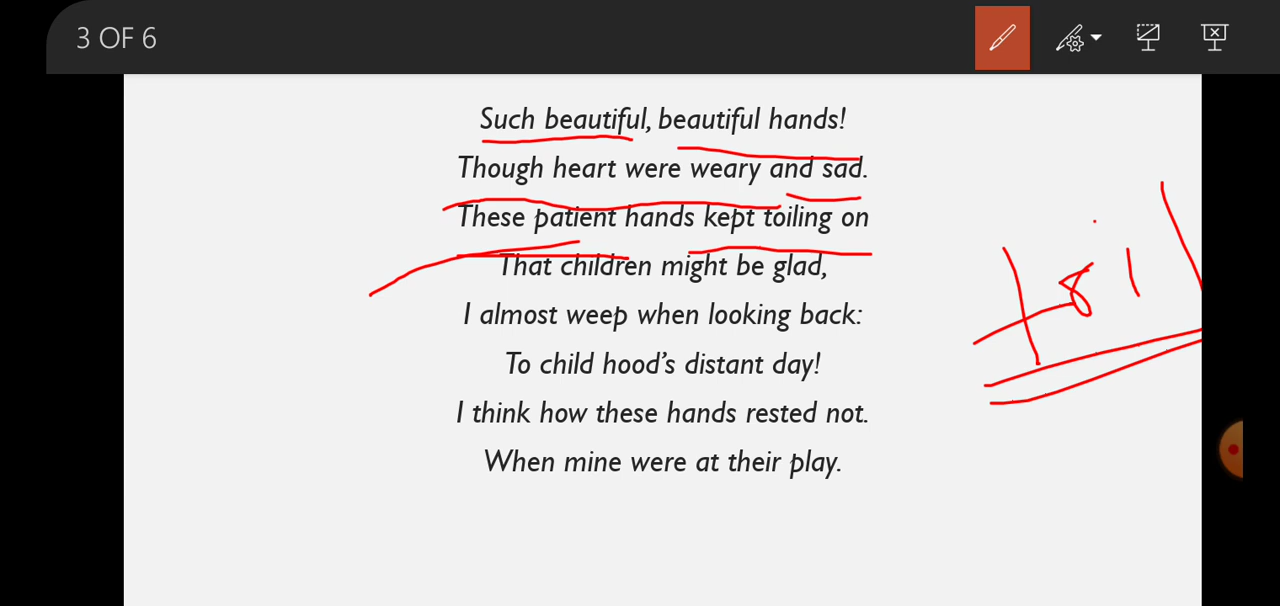 3 OF 6
Such beautiful, beautiful hands!
Though heart were weary and sad.
These patient hands kept toiling on
That children might be glad,
I almost weep when looking back:
To child hood's distant day!
I think how these hands rested not.
When mine were at their play.
toil